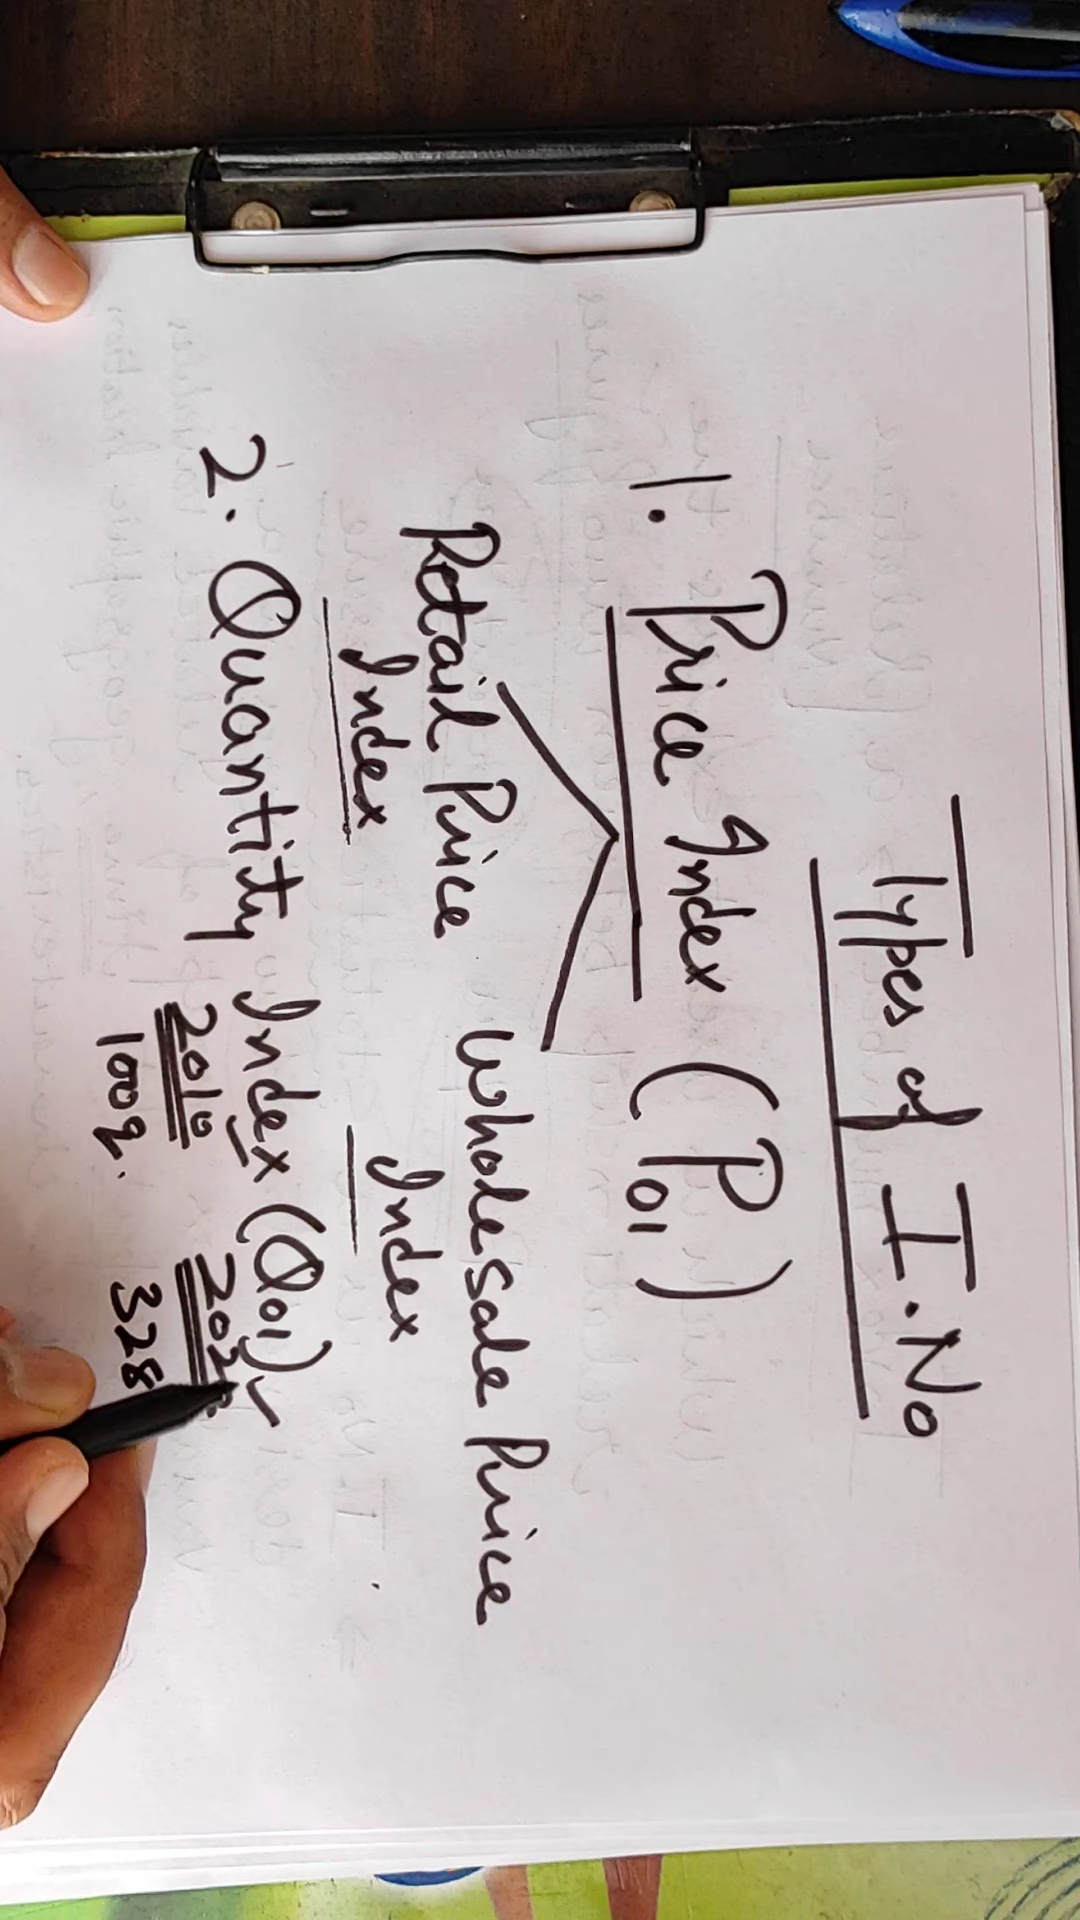 Types of I.No
1. Price Index (P01)
Retail Price Wholesale Price
Index Index
2. Quantity Index (Q01)
2010
100q. 328